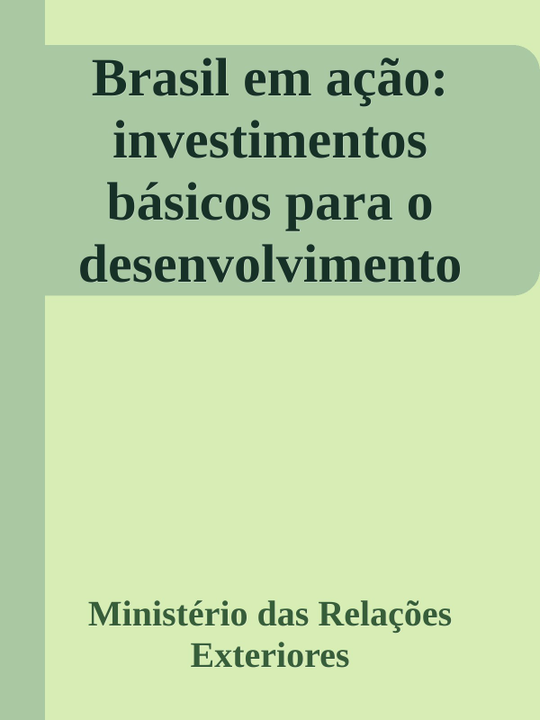 Brasil em ação:
investimentos
básicos para o
desenvolvimento
Ministério das Relações
Exteriores